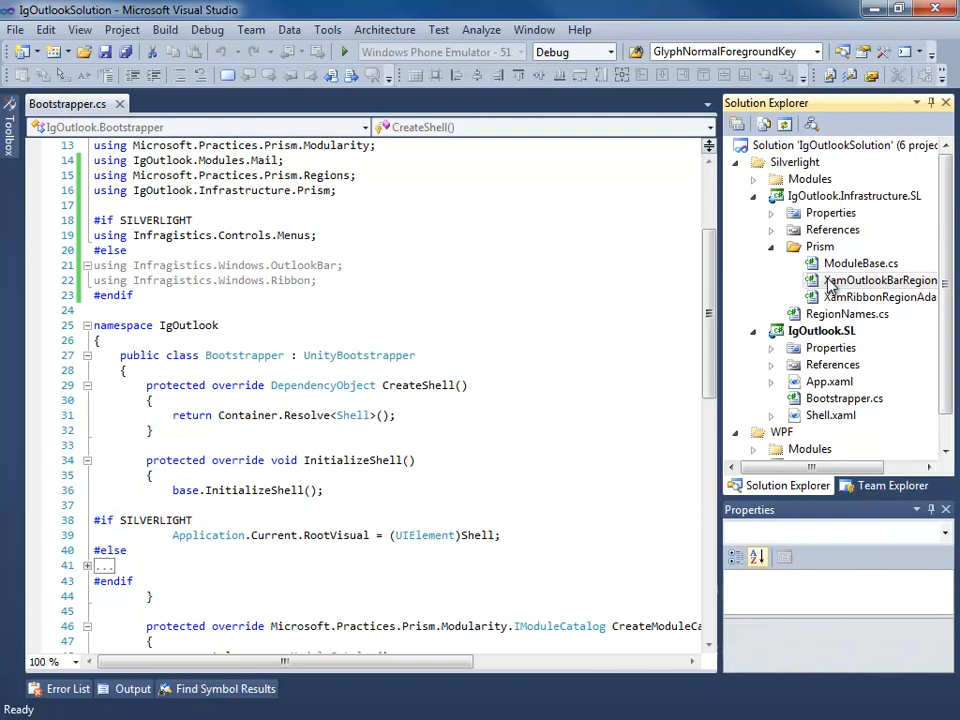 IgOutlookSolution - Microsoft Visual Studio
File Edit View Project Build Debug Team Data Tools Architecture Test Analyze Window Help
Windows Phone Emulator - 51 Debug GlyphNormalForegroundKey
Toolbox
Bootstrapper.cs
IgOutlook.Bootstrapper CreateShell()
13 using Microsoft.Practices.Prism.Modularity;
14 using IgOutlook.Modules.Mail;
15 using Microsoft.Practices.Prism.Regions;
16 using IgOutlook.Infrastructure.Prism;
17
18 #if SILVERLIGHT
19 using Infragistics.Controls.Menus;
20 #else
21 using Infragistics.Windows.OutlookBar;
22 using Infragistics.Windows.Ribbon;
23 #endif
24
25 namespace IgOutlook
26 {
27 public class Bootstrapper : UnityBootstrapper
28 {
29 protected override DependencyObject CreateShell()
30 {
31 return Container.Resolve<Shell>();
32 }
33
34 protected override void InitializeShell()
35 {
36 base.InitializeShell();
37
38 #if SILVERLIGHT
39 Application.Current.RootVisual = (UIElement)Shell;
40 #else
41 ...
43 #endif
44 }
45
46 protected override Microsoft.Practices.Prism.Modularity.IModuleCatalog CreateModuleCa
47 {
100 %
Solution Explorer
Solution 'IgOutlookSolution' (6 projec
Silverlight
Modules
IgOutlook.Infrastructure.SL
Properties
References
Prism
ModuleBase.cs
XamOutlookBarRegion
XamRibbonRegionAda
RegionNames.cs
IgOutlook.SL
Properties
References
App.xaml
Bootstrapper.cs
Shell.xaml
WPF
Modules
Solution Explorer Team Explorer
Properties
Error List Output Find Symbol Results
Ready